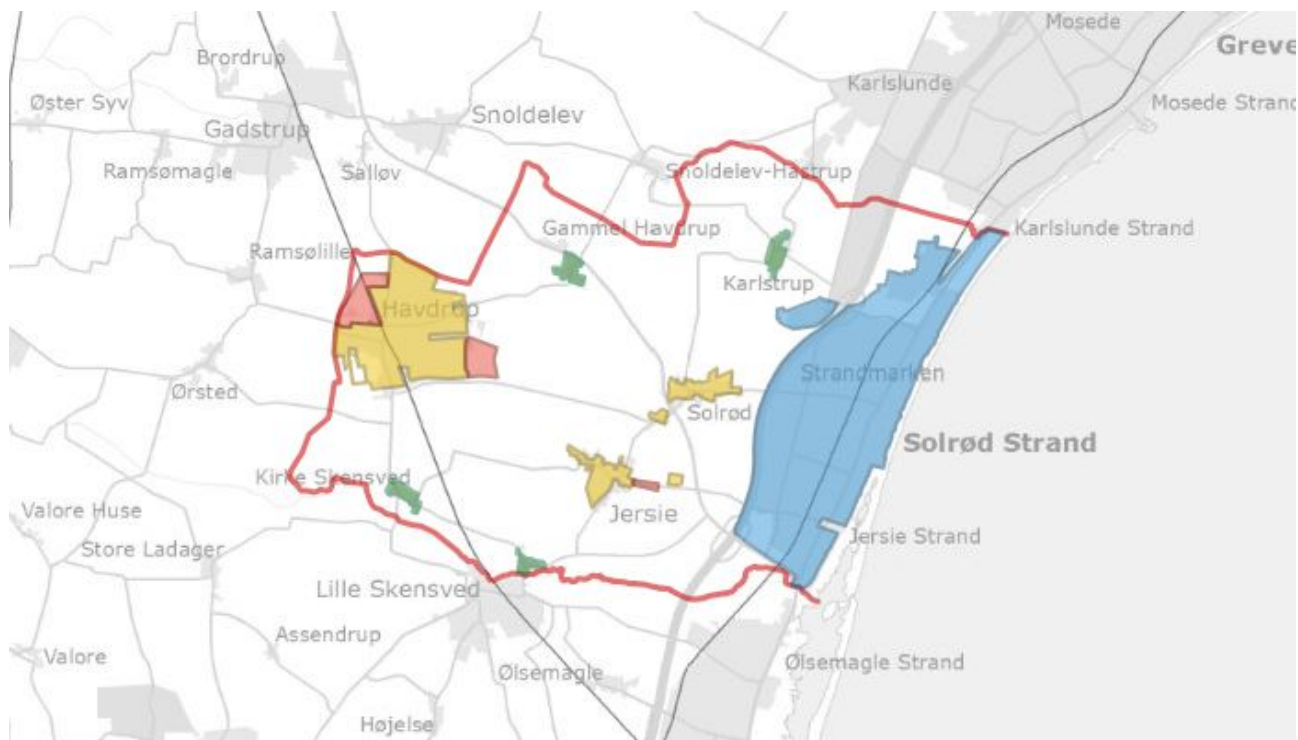 Mosede
Greve
Brordrup
Karlslunde
Øster Syv
Mosede Strand
Snoldelev
Gadstrup
Ramsømagle
Salløv
Snoldelev-Hastrup
Gammel Havdrup
Karlslunde Strand
Ramsølille
Karlstrup
Havdrup
Strandmarken
Ørsted
Solrød
Solrød Strand
Kirke Skensved
Valore Huse
Jersie
Jersie Strand
Store Ladager
Lille Skensved
Assendrup
Valore
Ølsemagle Strand
Ølsemagle
Højelse